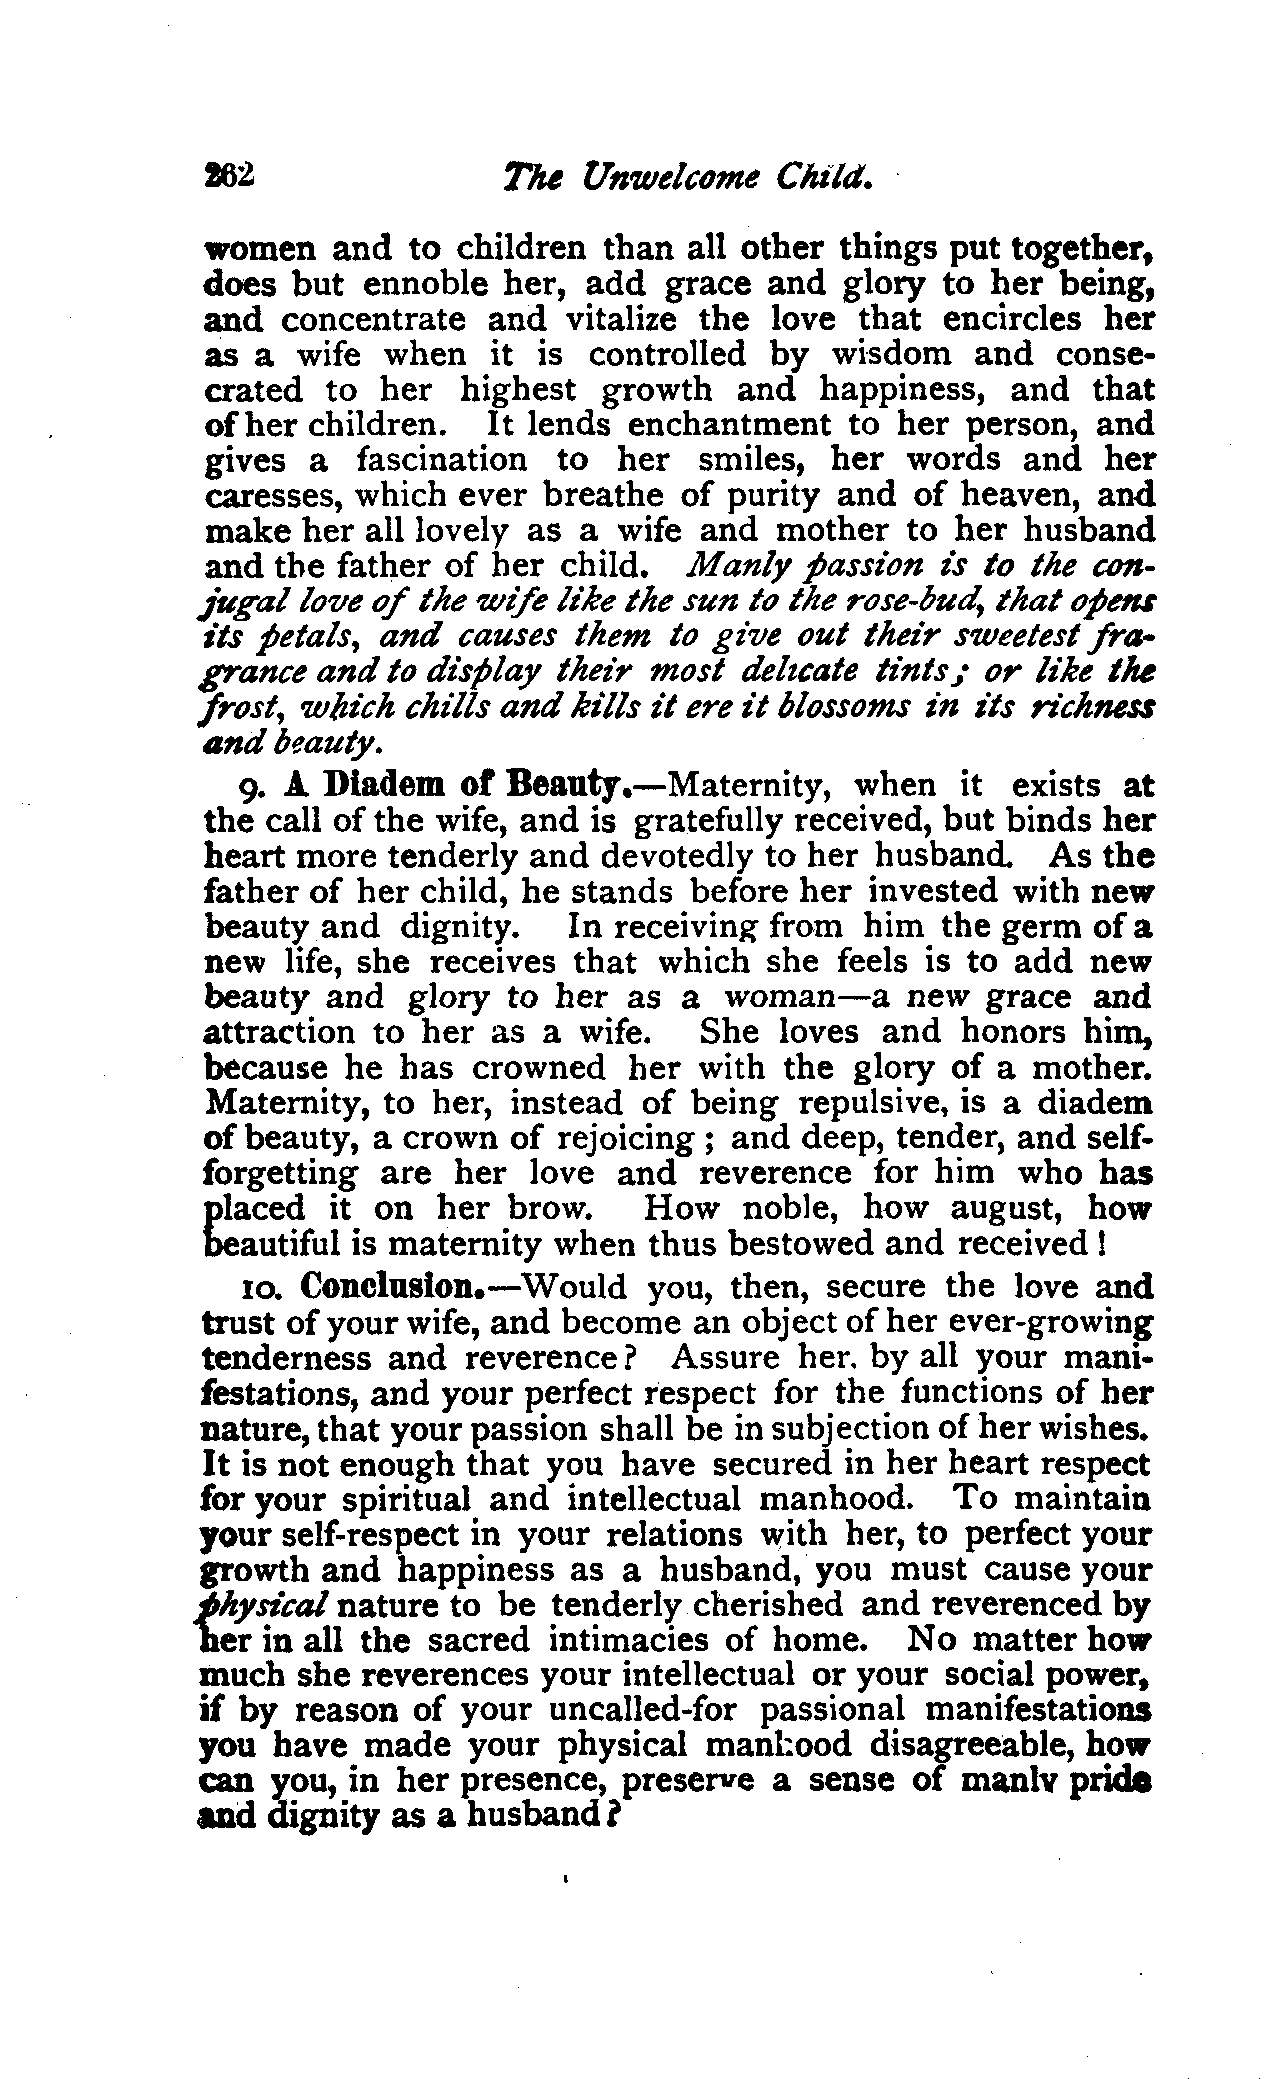 262 The Unwelcome Child.
women and to children than all other things put together,
does but ennoble her, add grace and glory to her being,
and concentrate and vitalize the love that encircles her
as a wife when it is controlled by wisdom and conse-
crated to her highest growth and happiness, and that
of her children. It lends enchantment to her person, and
gives a fascination to her smiles, her words and her
caresses, which ever breathe of purity and of heaven, and
make her all lovely as a wife and mother to her husband
and the father of her child. Manly passion is to the con-
jugal love of the wife like the sun to the rose-bud, that opens
its petals, and causes them to give out their sweetest fra-
grance and to display their most delicate tints; or like the
frost, which chills and kills it ere it blossoms in its richness
and beauty.
9. A Diadem of Beauty.—Maternity, when it exists at
the call of the wife, and is gratefully received, but binds her
heart more tenderly and devotedly to her husband. As the
father of her child, he stands before her invested with new
beauty and dignity. In receiving from him the germ of a
new life, she receives that which she feels is to add new
beauty and glory to her as a woman—a new grace and
attraction to her as a wife. She loves and honors him,
because he has crowned her with the glory of a mother.
Maternity, to her, instead of being repulsive, is a diadem
of beauty, a crown of rejoicing; and deep, tender, and self-
forgetting are her love and reverence for him who has
placed it on her brow. How noble, how august, how
beautiful is maternity when thus bestowed and received!
10. Conclusion.—Would you, then, secure the love and
trust of your wife, and become an object of her ever-growing
tenderness and reverence? Assure her, by all your mani-
festations, and your perfect respect for the functions of her
nature, that your passion shall be in subjection of her wishes.
It is not enough that you have secured in her heart respect
for your spiritual and intellectual manhood. To maintain
your self-respect in your relations with her, to perfect your
growth and happiness as a husband, you must cause your
physical nature to be tenderly cherished and reverenced by
her in all the sacred intimacies of home. No matter how
much she reverences your intellectual or your social power,
if by reason of your uncalled-for passional manifestations
you have made your physical manhood disagreeable, how
can you, in her presence, preserve a sense of manly pride
and dignity as a husband?